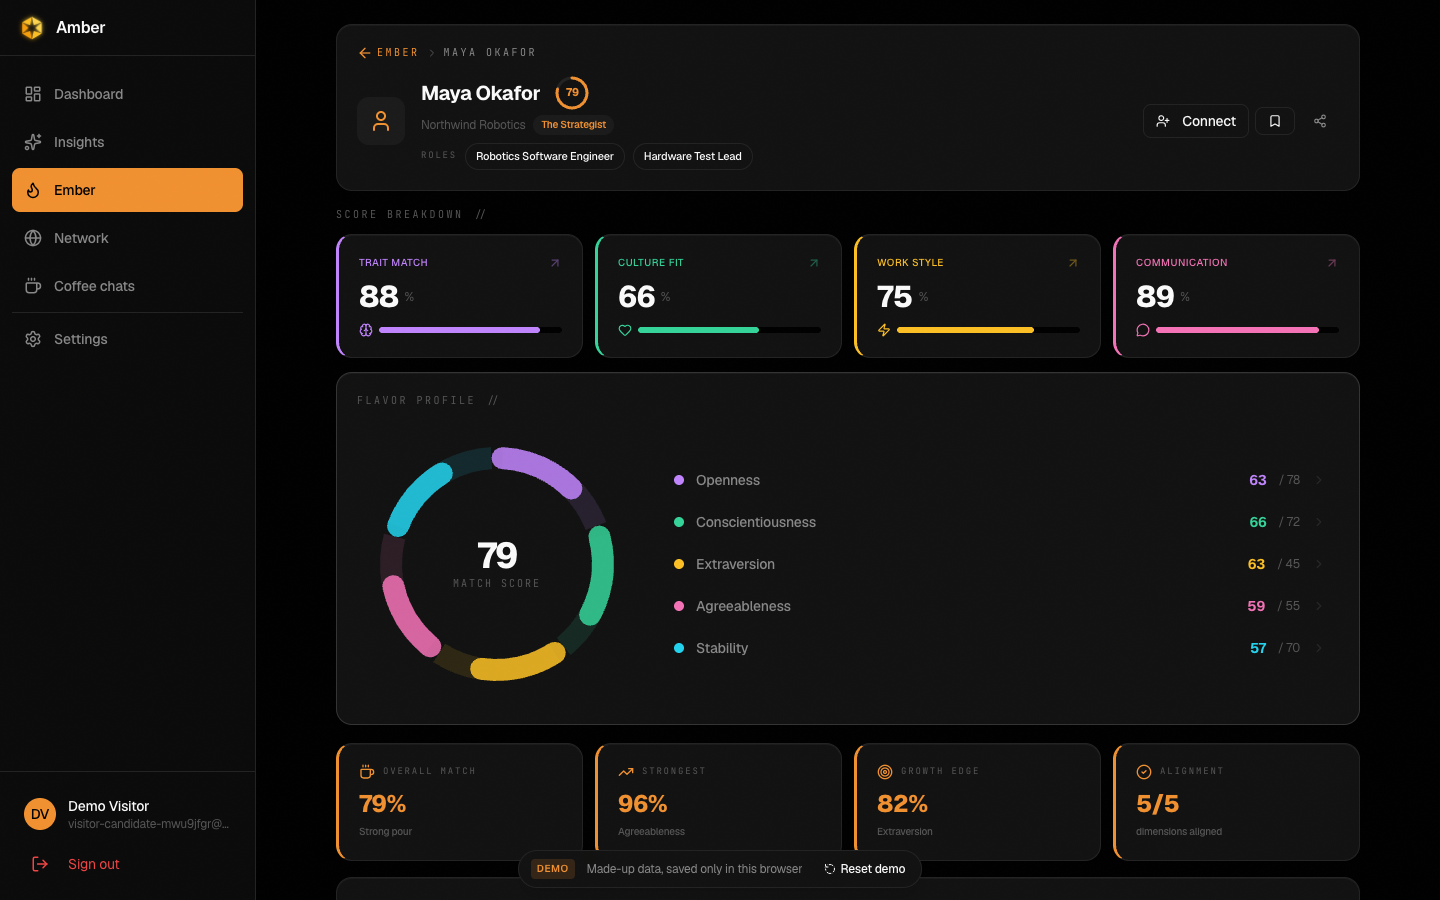 Amber
Dashboard
Insights
Ember
Network
Coffee chats
Settings
Demo Visitor
visitor-candidate-mwu9jfgr@...
Sign out
EMBER > MAYA OKAFOR
Maya Okafor 79
Northwind Robotics The Strategist
ROLES Robotics Software Engineer Hardware Test Lead
Connect
SCORE BREAKDOWN //
TRAIT MATCH
88 %
CULTURE FIT
66 %
WORK STYLE
75 %
COMMUNICATION
89 %
FLAVOR PROFILE //
79
MATCH SCORE
Openness 63 / 78
Conscientiousness 66 / 72
Extraversion 63 / 45
Agreeableness 59 / 55
Stability 57 / 70
OVERALL MATCH
79%
Strong pour
STRONGEST
96%
Agreeableness
GROWTH EDGE
82%
Extraversion
ALIGNMENT
5/5
dimensions aligned
DEMO Made-up data, saved only in this browser Reset demo